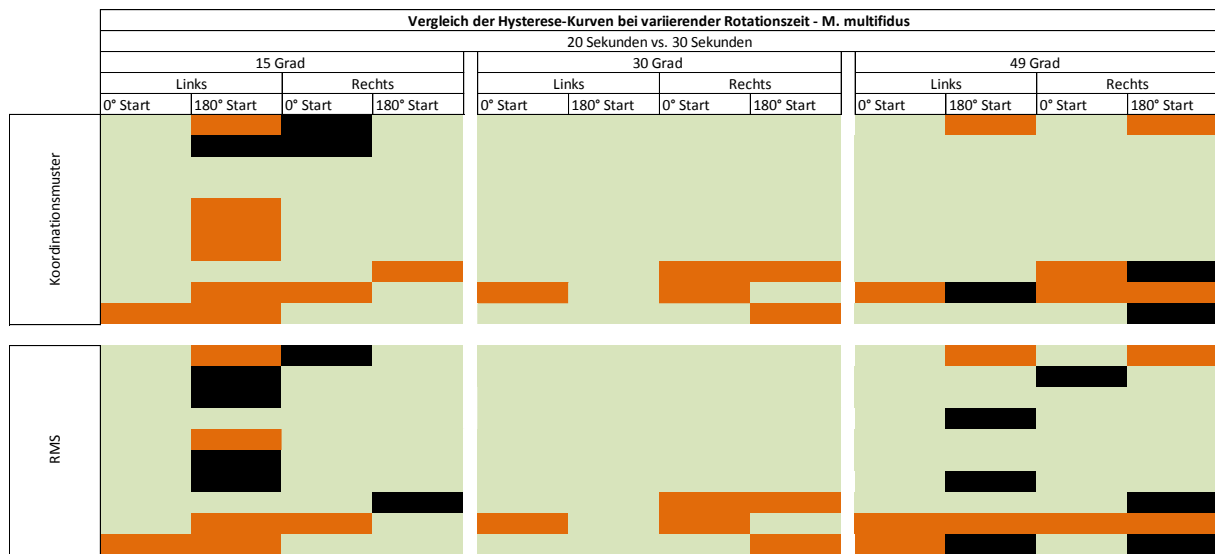 Vergleich der Hysterese-Kurven bei variierender Rotationszeit - M. multifidus
20 Sekunden vs. 30 Sekunden
15 Grad 30 Grad 49 Grad
Links Rechts Links Rechts Links Rechts
0° Start 180° Start 0° Start 180° Start 0° Start 180° Start 0° Start 180° Start 0° Start 180° Start 0° Start 180° Start
Koordinationsmuster
RMS